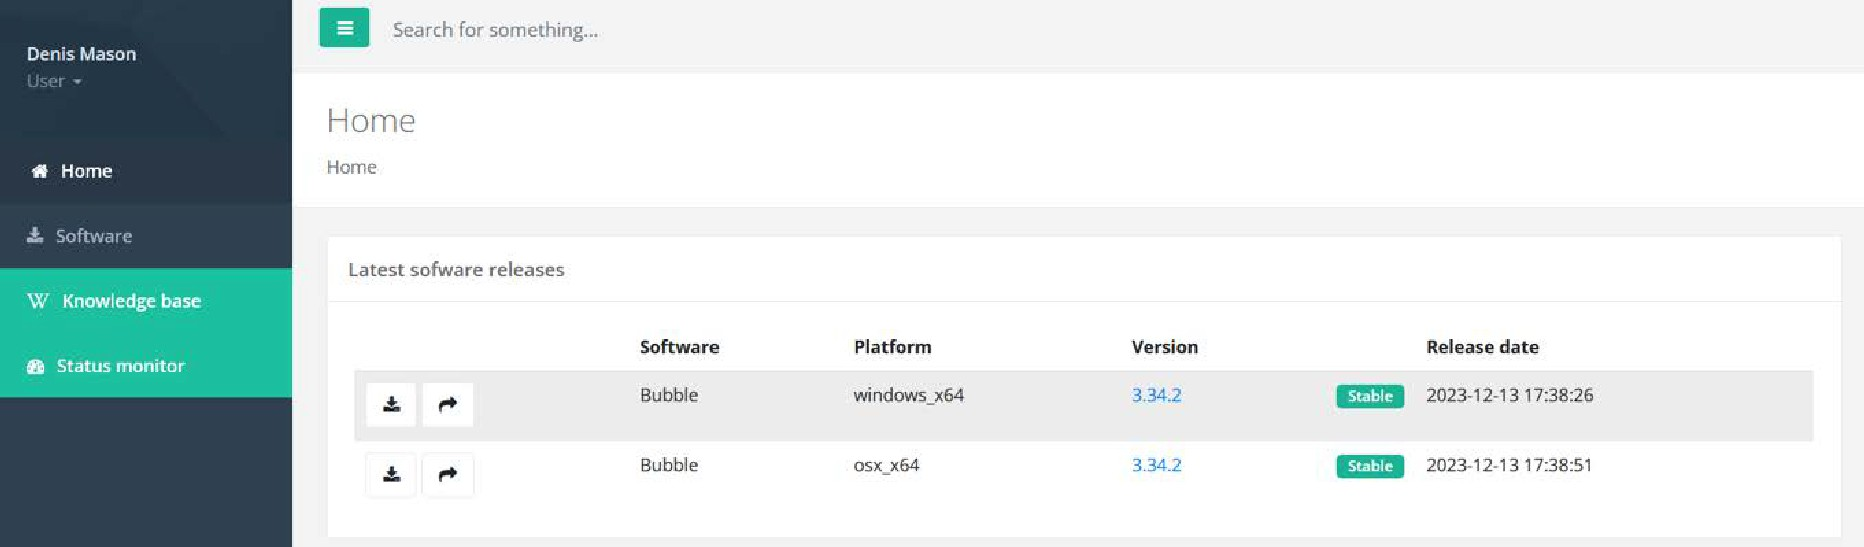 Denis Mason
User
Home
Software
Knowledge base
Status monitor
Search for something...
Home
Home
Latest sofware releases
Software Platform Version Release date
Bubble windows_x64 3.34.2 Stable 2023-12-13 17:38:26
Bubble osx_x64 3.34.2 Stable 2023-12-13 17:38:51